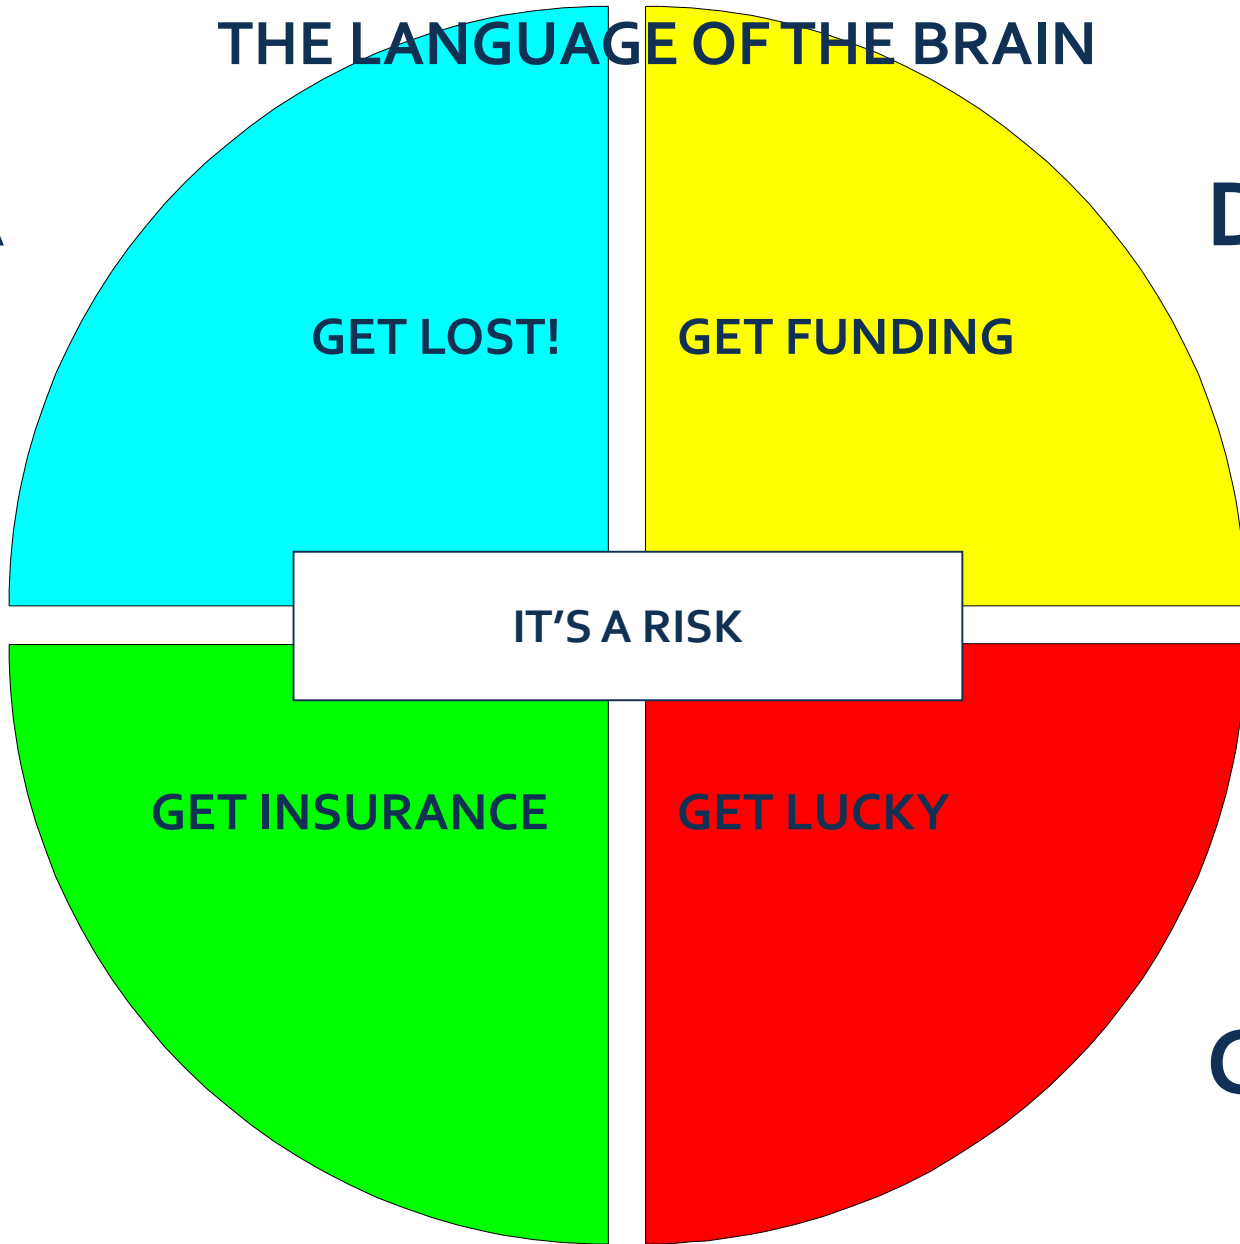 THE LANGUAGE OF THE BRAIN
D
GET LOST!
GET FUNDING
IT'S A RISK
GET INSURANCE
GET LUCKY